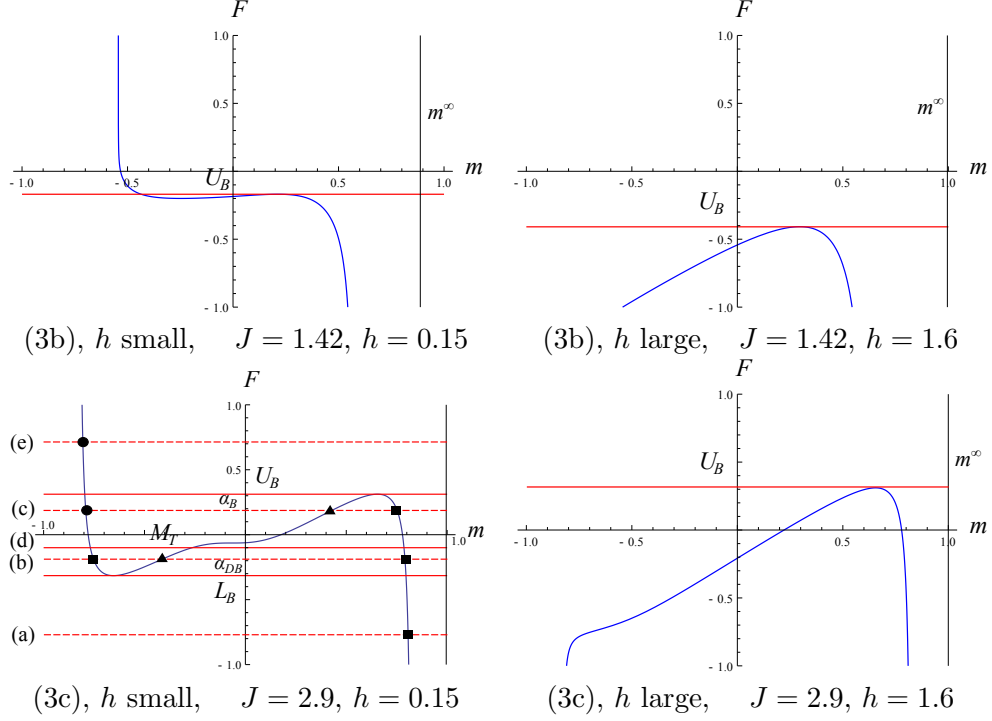 F
1.0
0.5
m^∞
- 1.0
- 0.5
0.5
1.0
m
U_B
- 0.5
- 1.0
(3b), h small, J = 1.42, h = 0.15
F
1.0
0.5
m^∞
- 1.0
- 0.5
0.5
1.0
m
U_B
- 0.5
- 1.0
(3b), h large, J = 1.42, h = 1.6
F
1.0
(e)
0.5
U_B
α_B
(c)
- 1.0
M_T
1.0
m
(d)
(b)
α_DB
L_B
(a)
- 1.0
(3c), h small, J = 2.9, h = 0.15
F
1.0
0.5
U_B
m^∞
- 1.0
- 0.5
0.5
1.0
m
- 0.5
- 1.0
(3c), h large, J = 2.9, h = 1.6